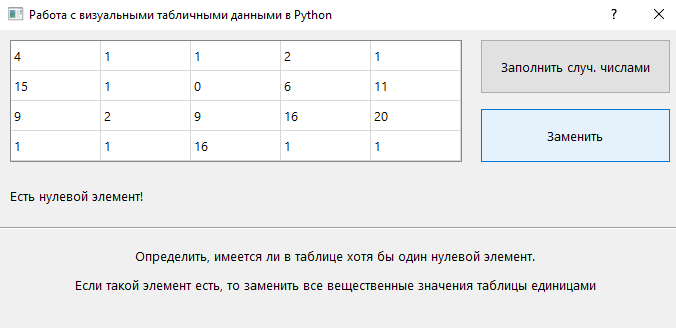 Работа с визуальными табличными данными в Python
4 1 1 2 1
Заполнить случ. числами
15 1 0 6 11
9 2 9 16 20
Заменить
1 1 16 1 1
Есть нулевой элемент!
Определить, имеется ли в таблице хотя бы один нулевой элемент.
Если такой элемент есть, то заменить все вещественные значения таблицы единицами